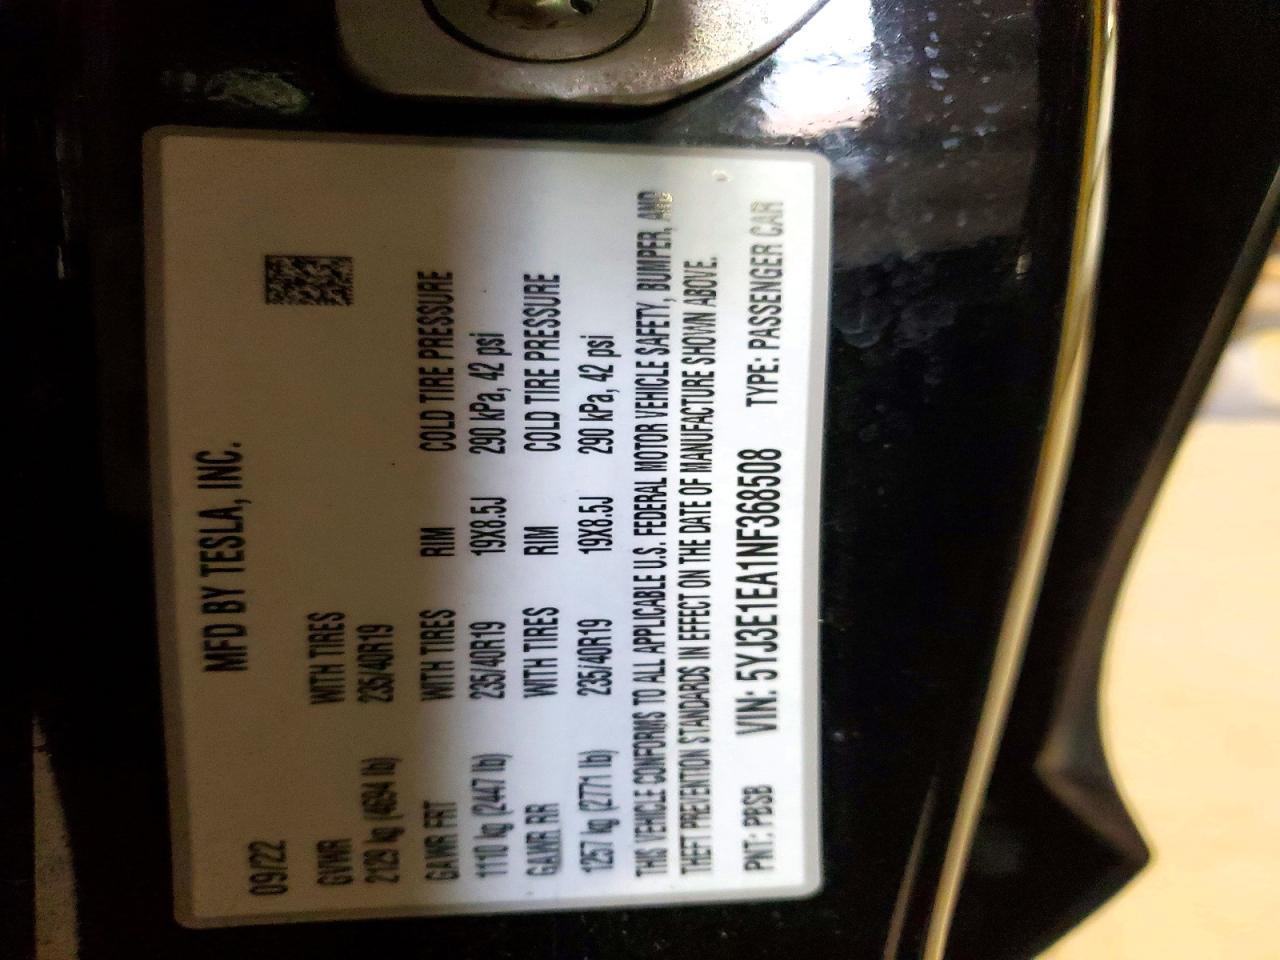 MFD BY TESLA, INC.
09/22
GVWR WITH TIRES
2129 kg (4694 lb) 235/40R19
GAWR FRT WITH TIRES RIM COLD TIRE PRESSURE
1110 kg (2447 lb) 235/40R19 19X8.5J 290 kPa, 42 psi
GAWR RR WITH TIRES RIM COLD TIRE PRESSURE
1257 kg (2771 lb) 235/40R19 19X8.5J 290 kPa, 42 psi
THIS VEHICLE CONFORMS TO ALL APPLICABLE U.S. FEDERAL MOTOR VEHICLE SAFETY, BUMPER, AND
THEFT PREVENTION STANDARDS IN EFFECT ON THE DATE OF MANUFACTURE SHOWN ABOVE.
PNT: PBSB VIN: 5YJ3E1EA1NF368508 TYPE: PASSENGER CAR